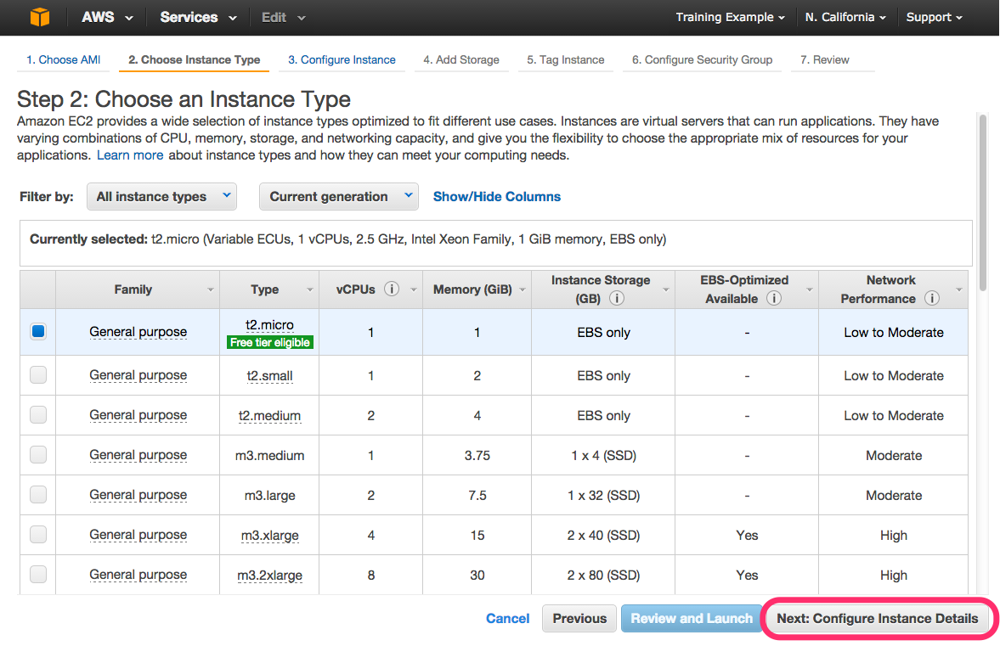 AWS Services Edit Training Example N. California Support
1. Choose AMI 2. Choose Instance Type 3. Configure Instance 4. Add Storage 5. Tag Instance 6. Configure Security Group 7. Review
Step 2: Choose an Instance Type
Amazon EC2 provides a wide selection of instance types optimized to fit different use cases. Instances are virtual servers that can run applications. They have
varying combinations of CPU, memory, storage, and networking capacity, and give you the flexibility to choose the appropriate mix of resources for your
applications. Learn more about instance types and how they can meet your computing needs.
Filter by: All instance types Current generation Show/Hide Columns
Currently selected: t2.micro (Variable ECUs, 1 vCPUs, 2.5 GHz, Intel Xeon Family, 1 GiB memory, EBS only)
Family Type vCPUs i Memory (GiB) Instance Storage (GB) i EBS-Optimized Available i Network Performance i
General purpose t2.micro Free tier eligible 1 1 EBS only - Low to Moderate
General purpose t2.small 1 2 EBS only - Low to Moderate
General purpose t2.medium 2 4 EBS only - Low to Moderate
General purpose m3.medium 1 3.75 1 x 4 (SSD) - Moderate
General purpose m3.large 2 7.5 1 x 32 (SSD) - Moderate
General purpose m3.xlarge 4 15 2 x 40 (SSD) Yes High
General purpose m3.2xlarge 8 30 2 x 80 (SSD) Yes High
Cancel Previous Review and Launch Next: Configure Instance Details